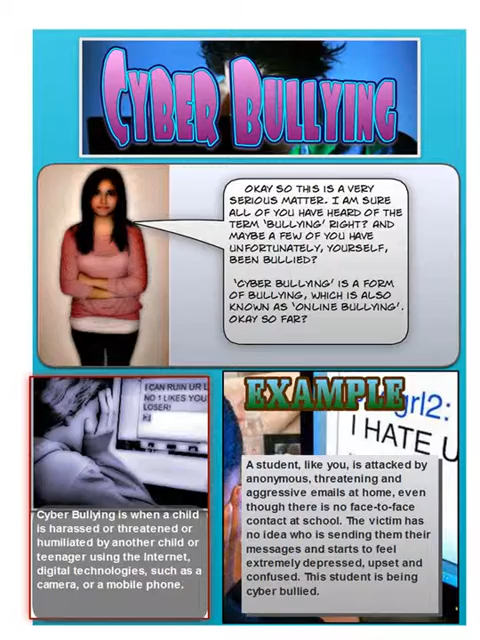 CYBER BULLYING
OKAY SO THIS IS A VERY
SERIOUS MATTER. I AM SURE
ALL OF YOU HAVE HEARD OF THE
TERM 'BULLYING' RIGHT? AND
MAYBE A FEW OF YOU HAVE
UNFORTUNATELY, YOURSELF,
BEEN BULLIED?
'CYBER BULLYING' IS A FORM
OF BULLYING, WHICH IS ALSO
KNOWN AS 'ONLINE BULLYING'.
OKAY SO FAR?
I CAN RUIN UR L
NO 1 LIKES YOU
LOSER!
Cyber Bullying is when a child
is harassed or threatened or
humiliated by another child or
teenager using the Internet,
digital technologies, such as a
camera, or a mobile phone.
EXAMPLE
grl2:
I HATE U
A student, like you, is attacked by
anonymous, threatening and
aggressive emails at home, even
though there is no face-to-face
contact at school. The victim has
no idea who is sending them their
messages and starts to feel
extremely depressed, upset and
confused. This student is being
cyber bullied.